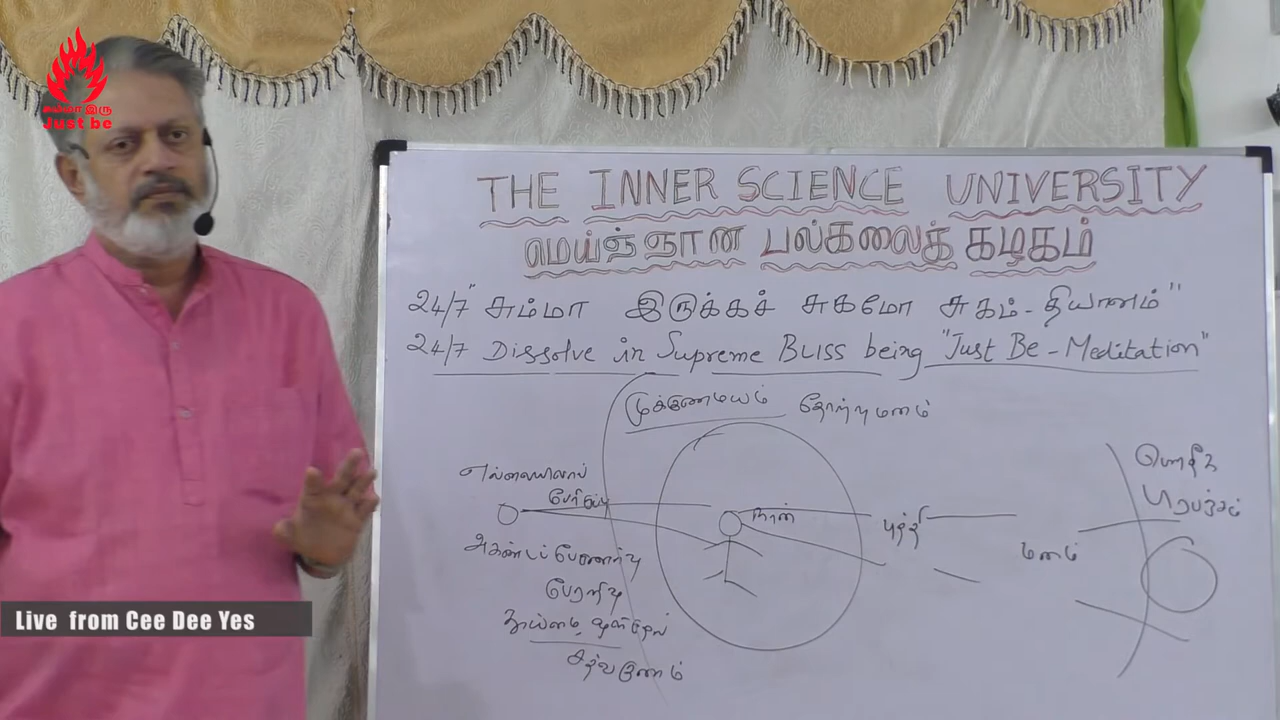 சும்மா இரு
Just be
THE INNER SCIENCE UNIVERSITY
மெய்ஞ்ஞான பல்கலைக் கழகம்
24/7 "சும்மா இருக்கச் சுகமோ சுகம் - தியானம்"
24/7 Dissolve in Supreme BLISS being "Just Be - Meditation"
தோற்றமனம்
எல்லையிலாப்
நான்
புத்தி
மனம்
பௌதீக
பிரபஞ்சம்
அகண்டப்பேணர்வு
பேரறிவு
Live from Cee Dee Yes